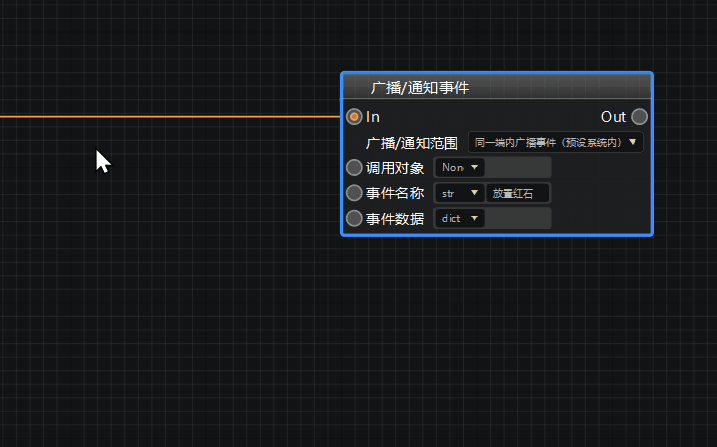 广播/通知事件
In Out
广播/通知范围 同一端内广播事件（预设系统内）
调用对象 Non
事件名称 str 放置红石
事件数据 dict